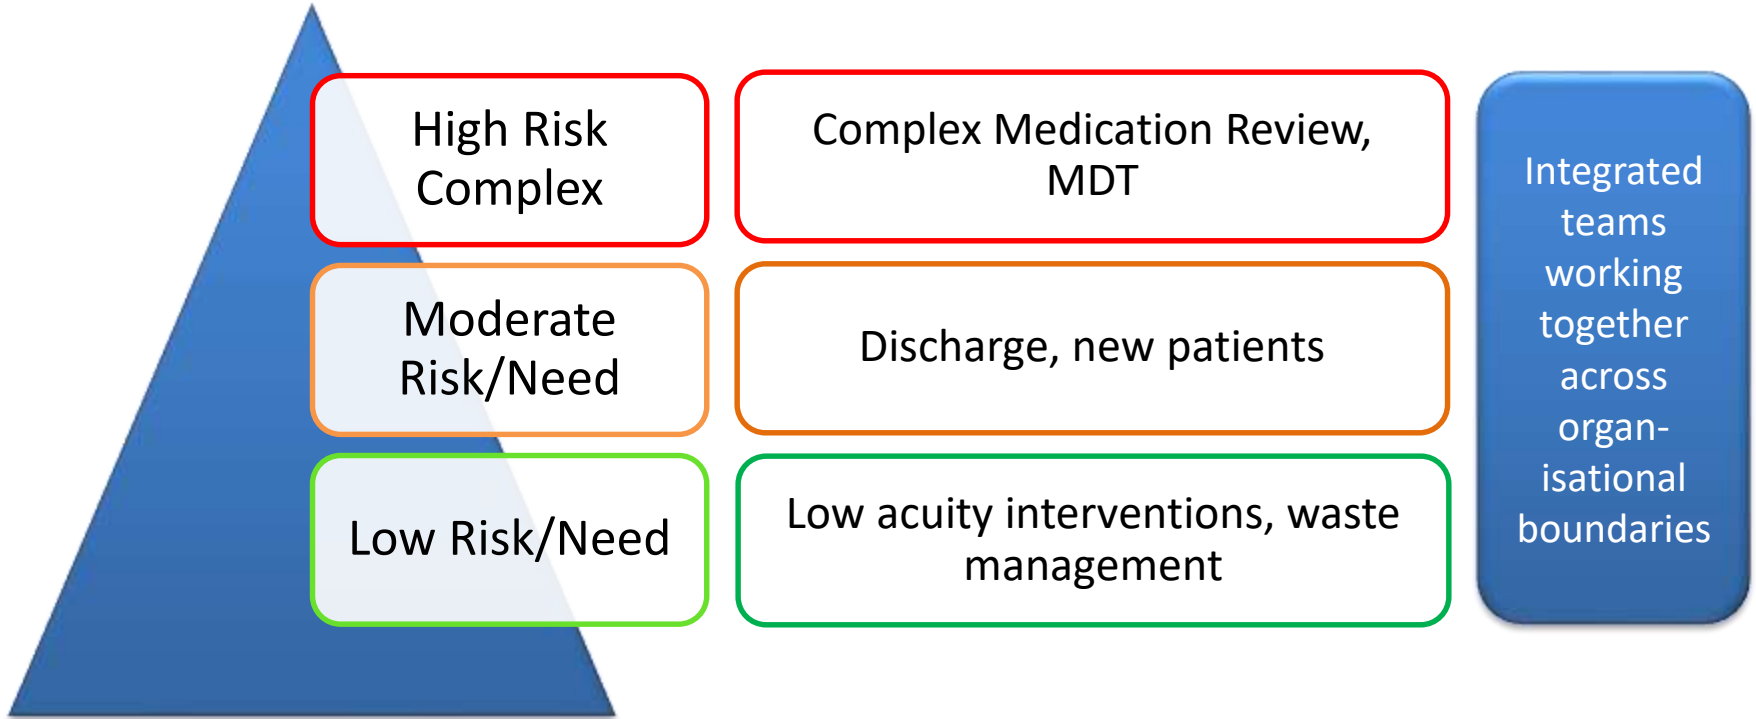 High Risk
Complex
Complex Medication Review,
MDT
Moderate
Risk/Need
Discharge, new patients
Low Risk/Need
Low acuity interventions, waste
management
Integrated
teams
working
together
across
organ-
isational
boundaries